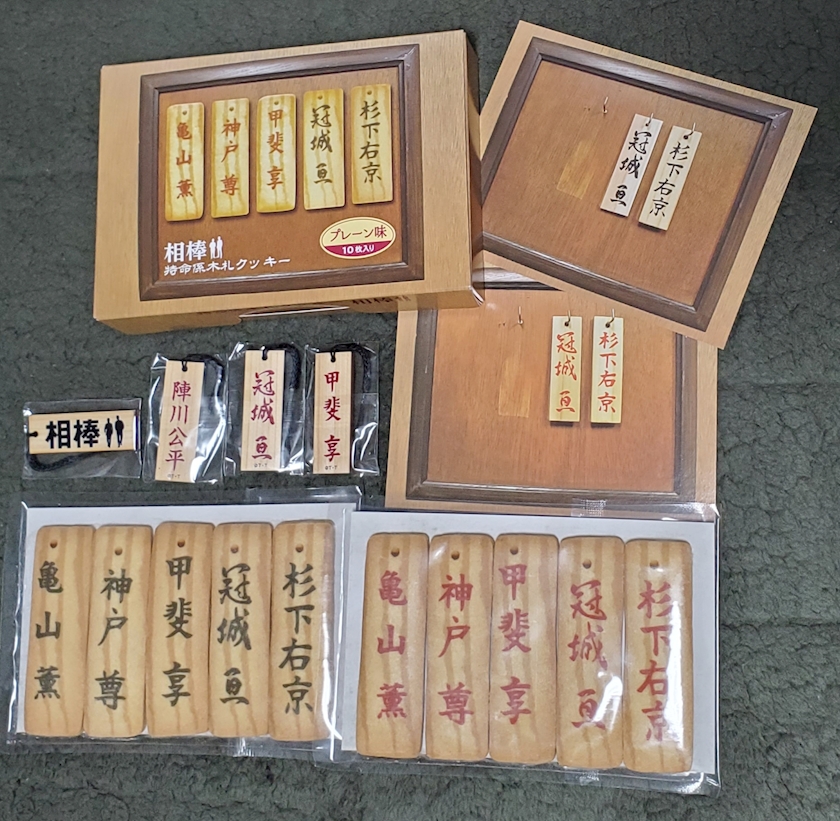 亀山薫
神戸尊
甲斐享
冠城亘
杉下右京
相棒
特命係木札クッキー
プレーン味
10枚入り
冠城亘
杉下右京
冠城亘
杉下右京
相棒
陣川公平
冠城亘
甲斐享
亀山薫
神戸尊
甲斐享
冠城亘
杉下右京
亀山薫
神戸尊
甲斐享
冠城亘
杉下右京